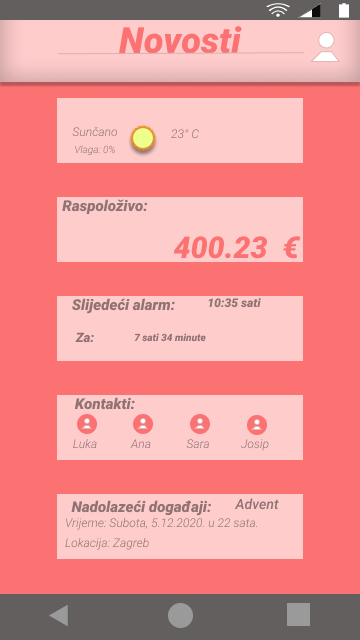 Novosti
Sunčano 23° C
Vlaga: 0%
Raspoloživo:
400.23 €
Slijedeći alarm: 10:35 sati
Za: 7 sati 34 minute
Kontakti:
Luka Ana Sara Josip
Nadolazeći događaji: Advent
Vrijeme: Subota, 5.12.2020. u 22 sata.
Lokacija: Zagreb